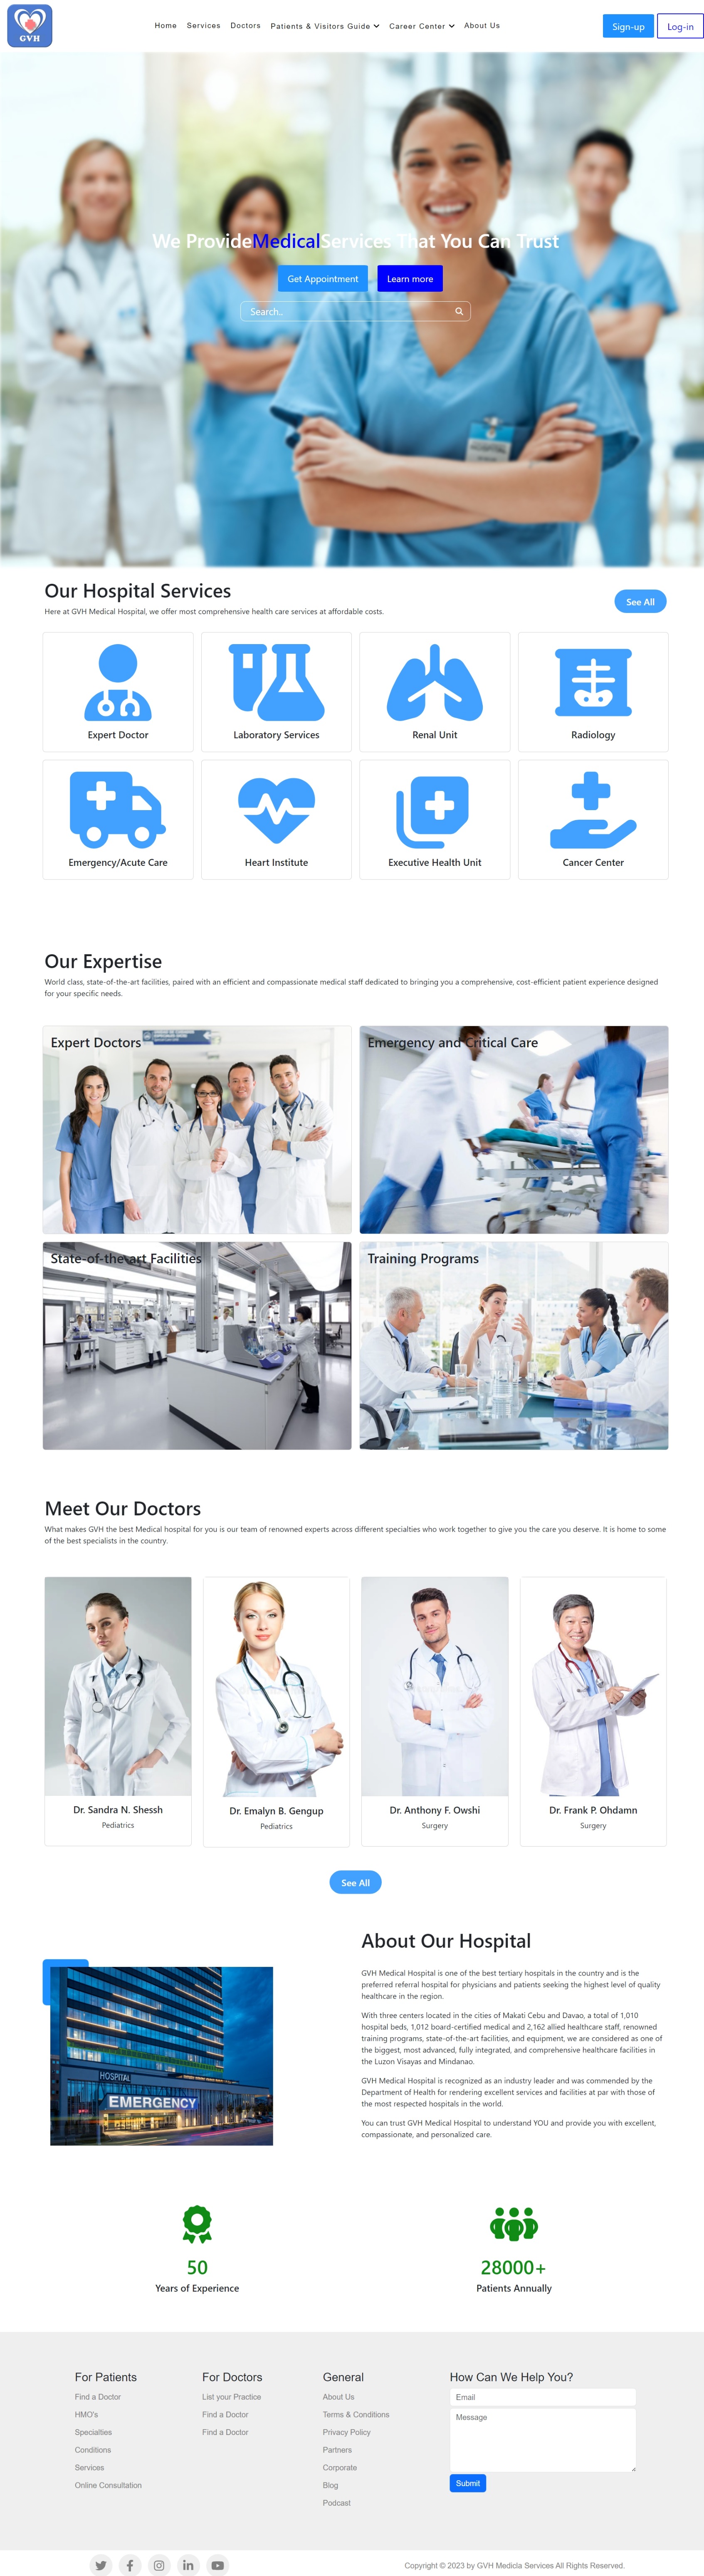 GVH
Home Services Doctors Patients & Visitors Guide Career Center About Us
Sign-up Log-in
We ProvideMedicalServices That You Can Trust
Get Appointment Learn more
Search..
HOSPITAL
Our Hospital Services
Here at GVH Medical Hospital, we offer most comprehensive health care services at affordable costs.
See All
Expert Doctor Laboratory Services Renal Unit Radiology
Emergency/Acute Care Heart Institute Executive Health Unit Cancer Center
Our Expertise
World class, state-of-the-art facilities, paired with an efficient and compassionate medical staff dedicated to bringing you a comprehensive, cost-efficient patient experience designed
for your specific needs.
Expert Doctors Emergency and Critical Care
State-of-the-art Facilities Training Programs
Meet Our Doctors
What makes GVH the best Medical hospital for you is our team of renowned experts across different specialties who work together to give you the care you deserve. It is home to some
of the best specialists in the country.
Dr. Sandra N. Shessh Dr. Emalyn B. Gengup Dr. Anthony F. Owshi Dr. Frank P. Ohdamn
Pediatrics Pediatrics Surgery Surgery
See All
About Our Hospital
GVH Medical Hospital is one of the best tertiary hospitals in the country and is the
preferred referral hospital for physicians and patients seeking the highest level of quality
healthcare in the region.
With three centers located in the cities of Makati Cebu and Davao, a total of 1,010
hospital beds, 1,012 board-certified medical and 2,162 allied healthcare staff, renowned
training programs, state-of-the-art facilities, and equipment, we are considered as one of
the biggest, most advanced, fully integrated, and comprehensive healthcare facilities in
the Luzon Visayas and Mindanao.
GVH Medical Hospital is recognized as an industry leader and was commended by the
Department of Health for rendering excellent services and facilities at par with those of
the most respected hospitals in the world.
You can trust GVH Medical Hospital to understand YOU and provide you with excellent,
compassionate, and personalized care.
HOSPITAL
EMERGENCY
50 28000+
Years of Experience Patients Annually
For Patients
Find a Doctor
HMO's
Specialties
Conditions
Services
Online Consultation
For Doctors
List your Practice
Find a Doctor
Find a Doctor
General
About Us
Terms & Conditions
Privacy Policy
Partners
Corporate
Blog
Podcast
How Can We Help You?
Email
Message
Submit
Copyright © 2023 by GVH Medicla Services All Rights Reserved.